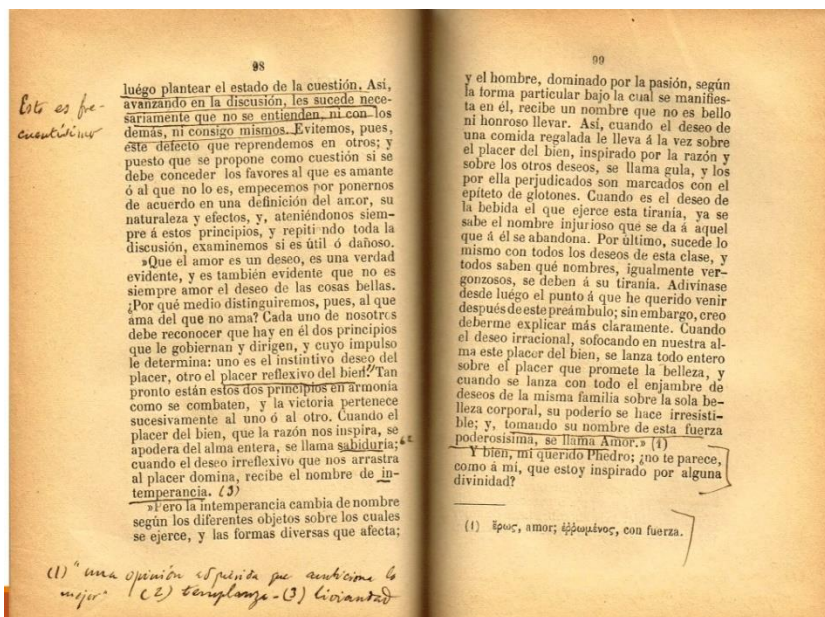 98
luégo plantear el estado de la cuestión. Así,
avanzando en la discusión, les sucede nece-
sariamente que no se entienden, ni con los
demás, ni consigo mismos. Evitemos, pues,
este defecto que reprendemos en otros; y
puesto que se propone como cuestión si se
debe conceder los favores al que es amante
ó al que no lo es, empecemos por ponernos
de acuerdo en una definición del amor, su
naturaleza y efectos, y, ateniéndonos siem-
pre á estos principios, y repiti ndo toda la
discusión, examinemos si es útil ó dañoso.
»Que el amor es un deseo, es una verdad
evidente, y es también evidente que no es
siempre amor el deseo de las cosas bellas.
¿Por qué medio distinguiremos, pues, al que
ama del que no ama? Cada uno de nosotros
debe reconocer que hay en él dos principios
que le gobiernan y dirigen, y cuyo impulso
le determina: uno es el instintivo deseo del
placer, otro el placer reflexivo del bien. Tan
pronto están estos dos principios en armonía
como se combaten, y la victoria pertenece
sucesivamente al uno ó al otro. Cuando el
placer del bien, que la razón nos inspira, se
apodera del alma entera, se llama sabiduría;
cuando el deseo irreflexivo que nos arrastra
al placer domina, recibe el nombre de in-
temperancia. (3)
»Pero la intemperancia cambia de nombre
según los diferentes objetos sobre los cuales
se ejerce, y las formas diversas que afecta;
Esto es fre-
cuentísimo
(1) "una opinión adquirida que ambiciona lo
mejor" (2) templanza - (3) liviandad
99
y el hombre, dominado por la pasión, según
la forma particular bajo la cual se manifies-
ta en él, recibe un nombre que no es bello
ni honroso llevar. Así, cuando el deseo de
una comida regalada le lleva á la vez sobre
el placer del bien, inspirado por la razón y
sobre los otros deseos, se llama gula, y los
por ella perjudicados son marcados con el
epíteto de glotones. Cuando es el deseo de
la bebida el que ejerce esta tiranía, ya se
sabe el nombre injurioso que se da á aquel
que á él se abandona. Por último, sucede lo
mismo con todos los deseos de esta clase, y
todos saben qué nombres, igualmente ver-
gonzosos, se deben á su tiranía. Adivínase
desde luégo el punto á que he querido venir
después de este preámbulo; sin embargo, creo
deberme explicar más claramente. Cuando
el deseo irracional, sofocando en nuestra al-
ma este placer del bien, se lanza todo entero
sobre el placer que promete la belleza, y
cuando se lanza con todo el enjambre de
deseos de la misma familia sobre la sola be-
lleza corporal, su poderío se hace irresisti-
ble; y, tomando su nombre de esta fuerza
poderosísima, se llama Amor.» (1)
Y bien, mi querido Phedro; ¿no te parece,
como á mí, que estoy inspirado por alguna
divinidad?
(1) ἔρως, amor; ἐῤῥωμένος, con fuerza.